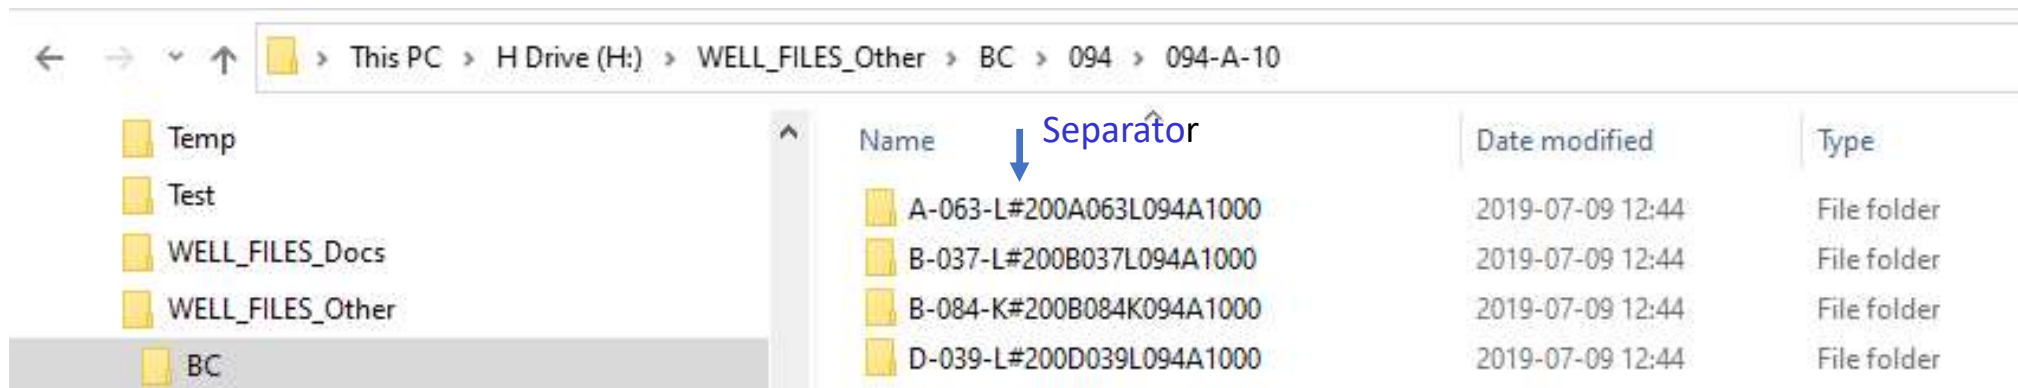 This PC > H Drive (H:) > WELL_FILES_Other > BC > 094 > 094-A-10
Temp
Test
WELL_FILES_Docs
WELL_FILES_Other
BC
Separator
Name Date modified Type
A-063-L#200A063L094A1000 2019-07-09 12:44 File folder
B-037-L#200B037L094A1000 2019-07-09 12:44 File folder
B-084-K#200B084K094A1000 2019-07-09 12:44 File folder
D-039-L#200D039L094A1000 2019-07-09 12:44 File folder